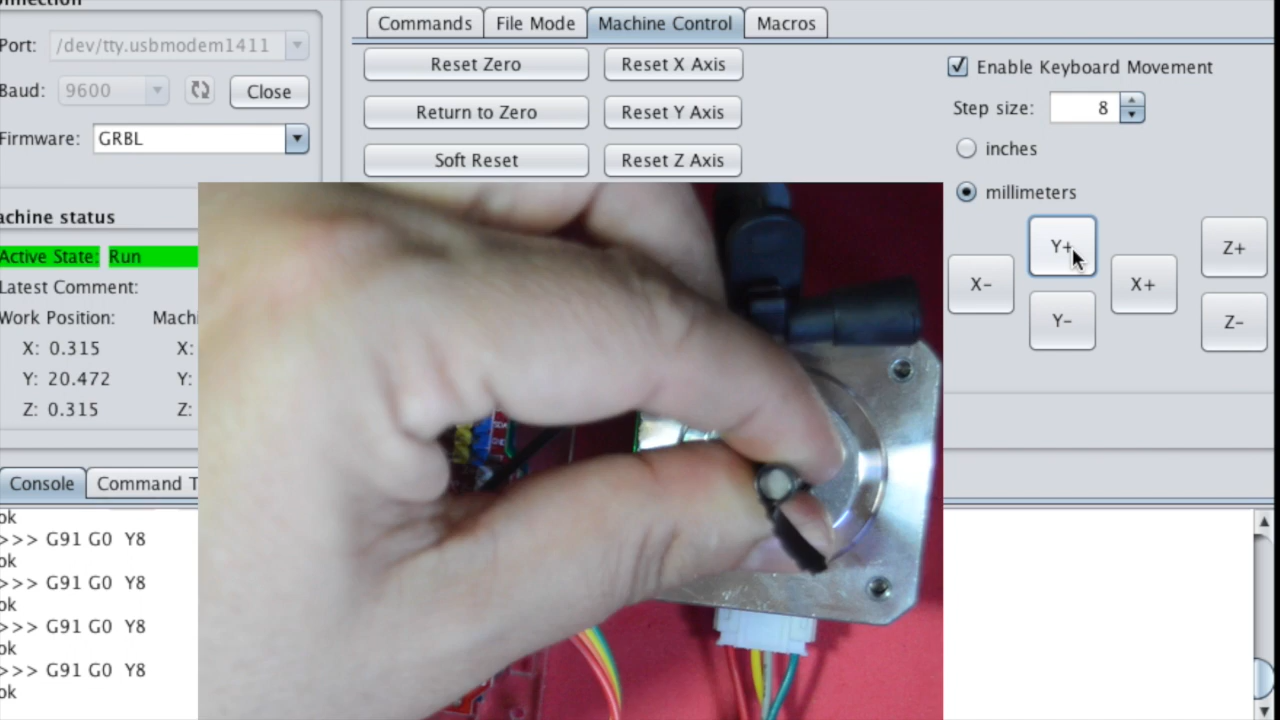 onnection
Port: /dev/tty.usbmodem1411
Baud: 9600 Close
Firmware: GRBL
achine status
Active State: Run
Latest Comment:
Work Position: Machi
X: 0.315 X:
Y: 20.472 Y:
Z: 0.315 Z:
Commands File Mode Machine Control Macros
Reset Zero Reset X Axis
Return to Zero Reset Y Axis
Soft Reset Reset Z Axis
Enable Keyboard Movement
Step size: 8
inches
millimeters
Y+ Z+
X- X+
Y- Z-
Console Command T
ok
>>> G91 G0 Y8
ok
>>> G91 G0 Y8
ok
>>> G91 G0 Y8
ok
>>> G91 G0 Y8
ok